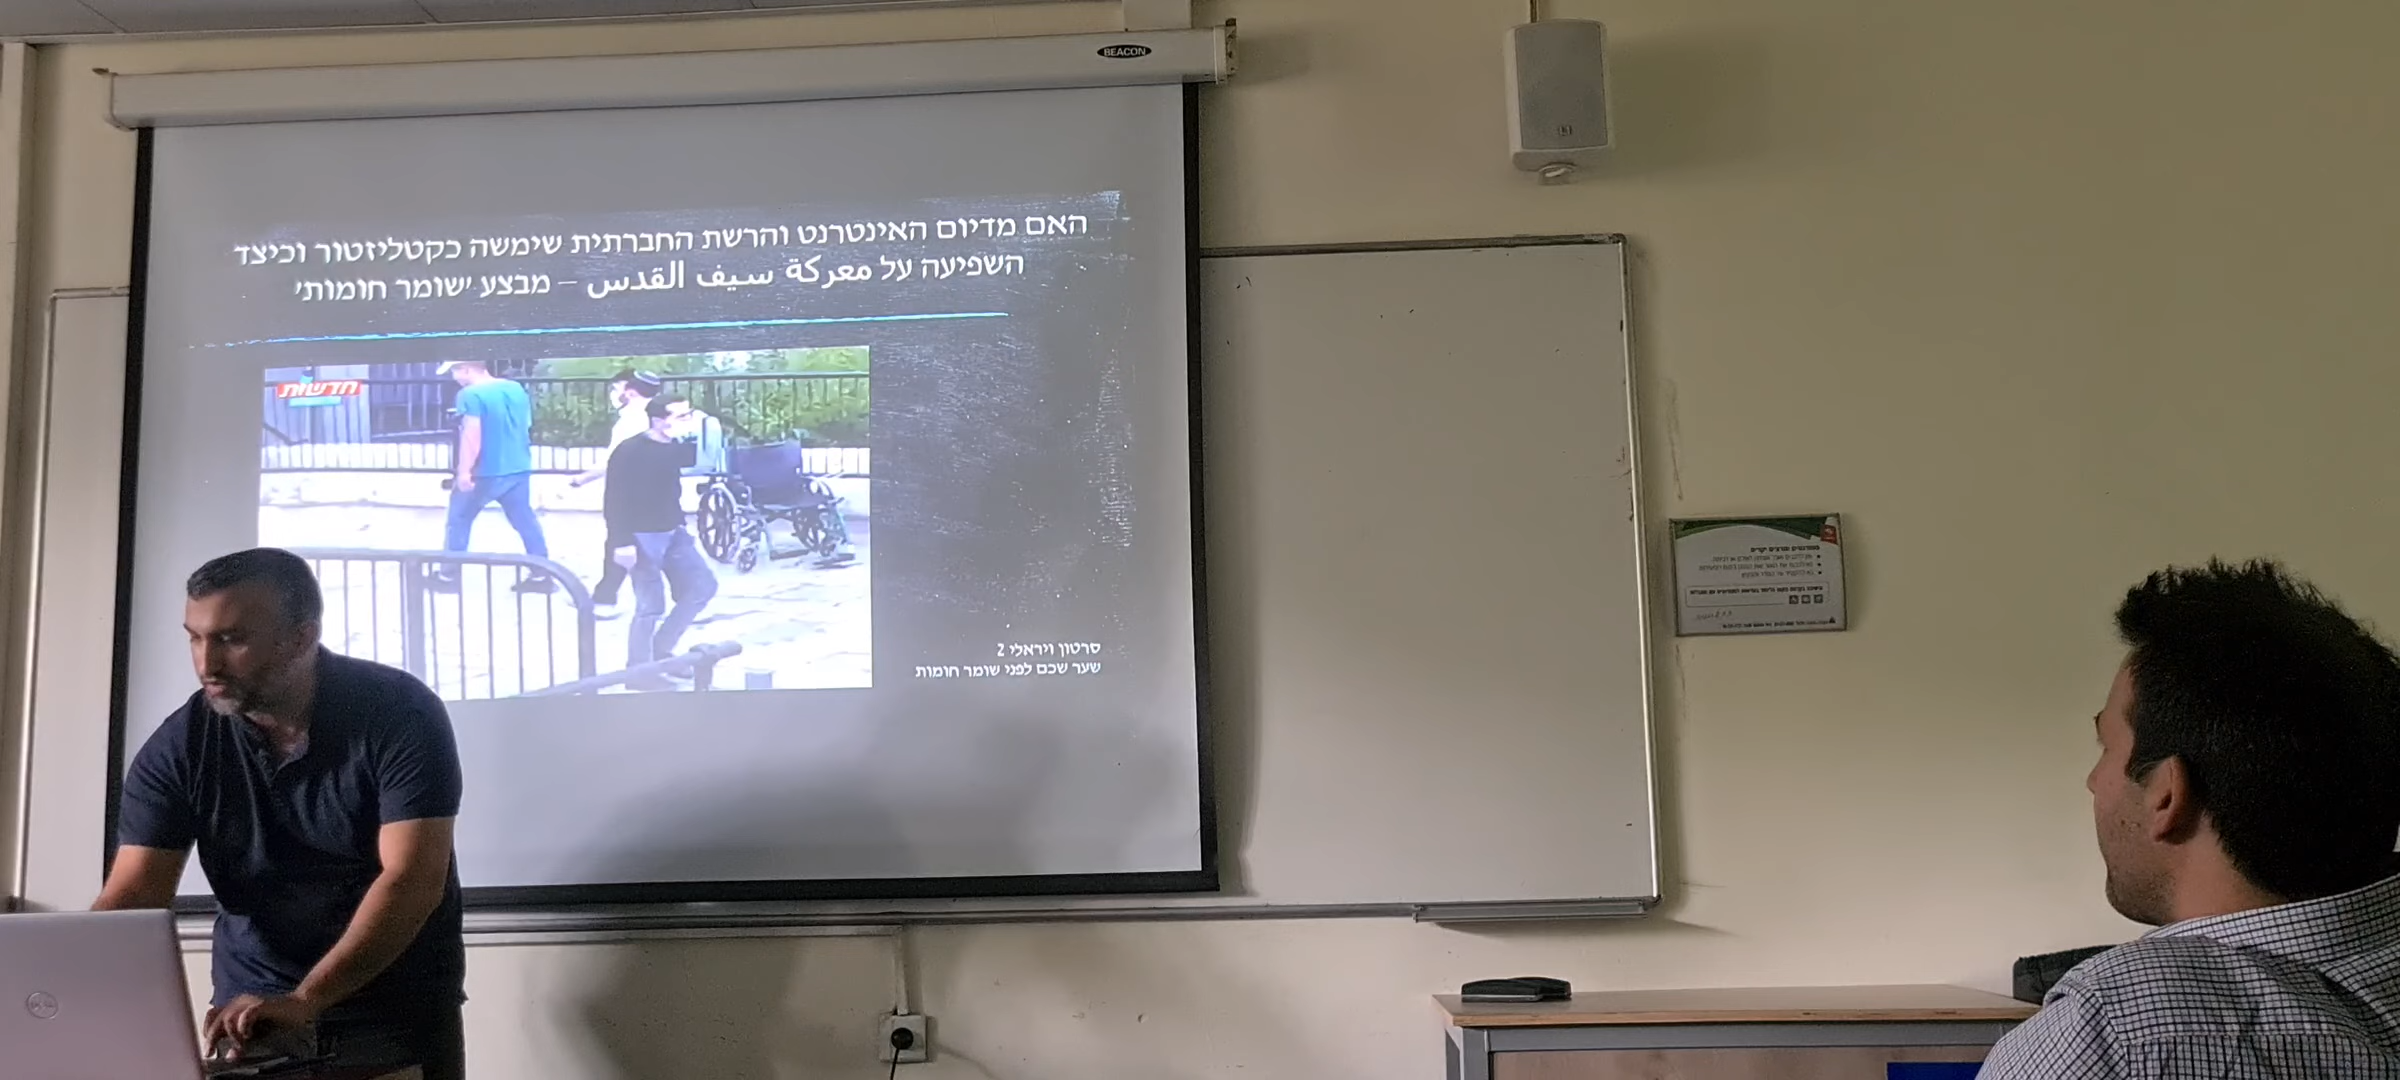 BEACON
האם מדיום האינטרנט והרשת החברתית שימשה כקטליזטור וכיצד
השפיעה על معركة سيف القدس – מבצע 'שומר חומות'
חדשות
סרטון ויראלי 2
שער שכם לפני שומר חומות
DELL